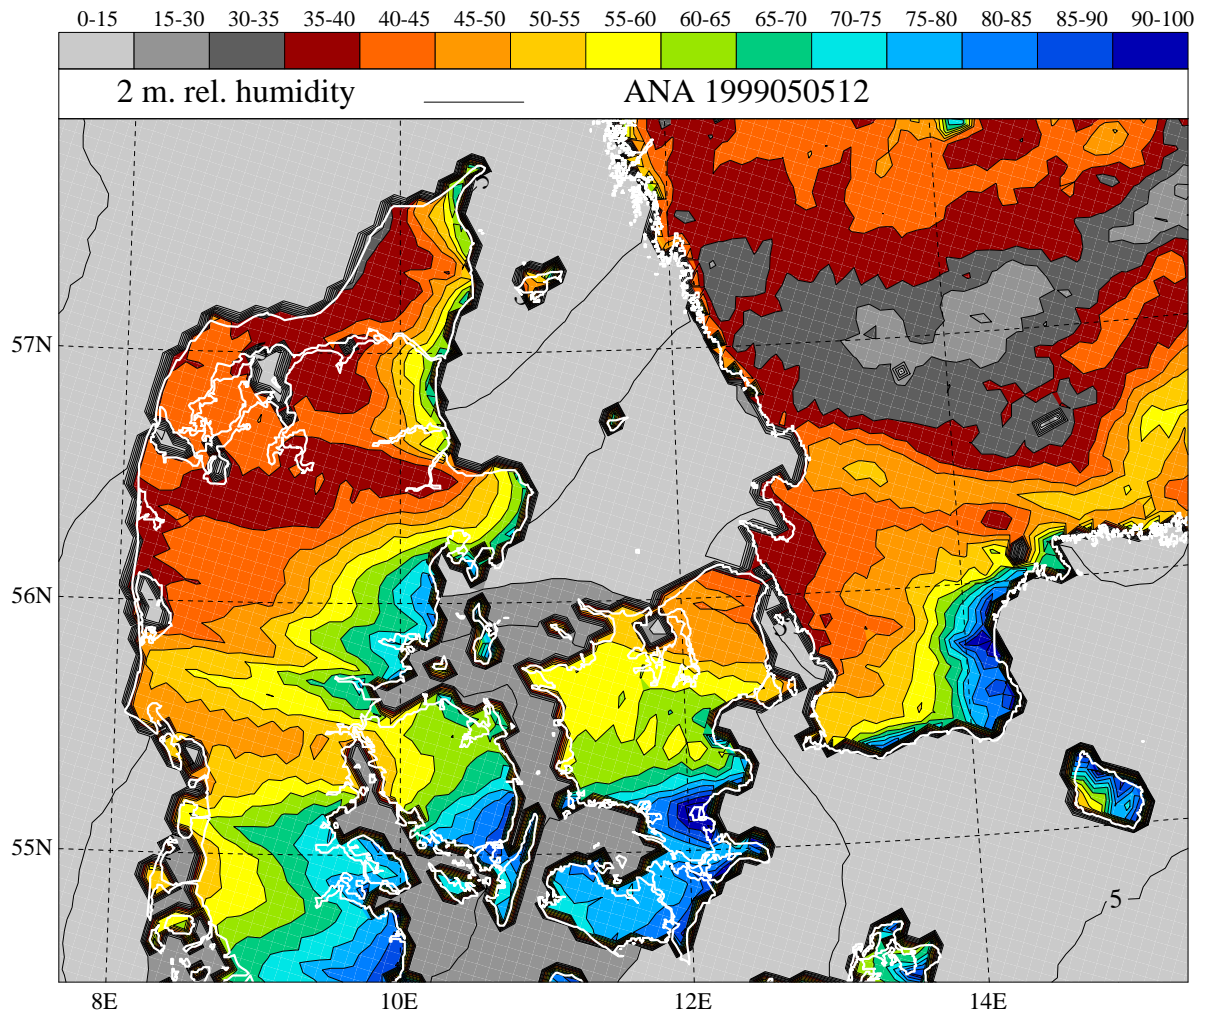 0-15 15-30 30-35 35-40 40-45 45-50 50-55 55-60 60-65 65-70 70-75 75-80 80-85 85-90 90-100
2 m. rel. humidity ANA 1999050512
57N
56N
5
55N
5
8E 10E 12E 14E